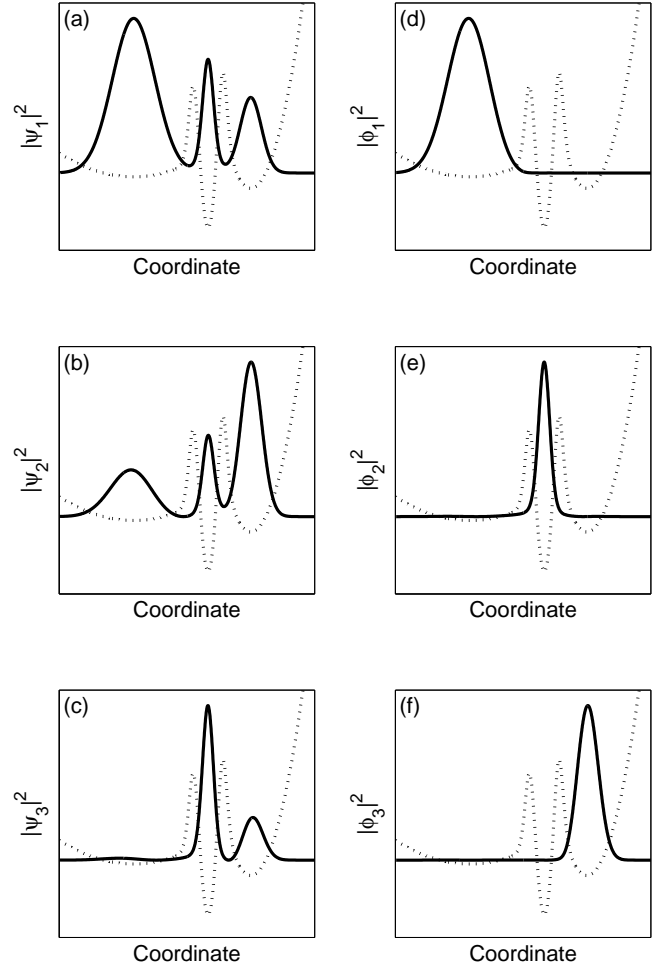 (a)
|ψ₁|²
Coordinate
(d)
|ϕ₁|²
Coordinate
(b)
|ψ₂|²
Coordinate
(e)
|ϕ₂|²
Coordinate
(c)
|ψ₃|²
Coordinate
(f)
|ϕ₃|²
Coordinate